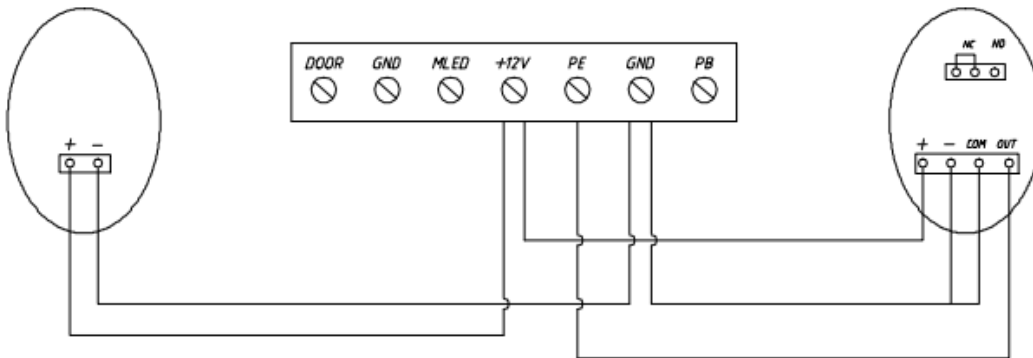 NC NO
DOOR GND MLED +12V PE GND PB
+ - + - COM OUT